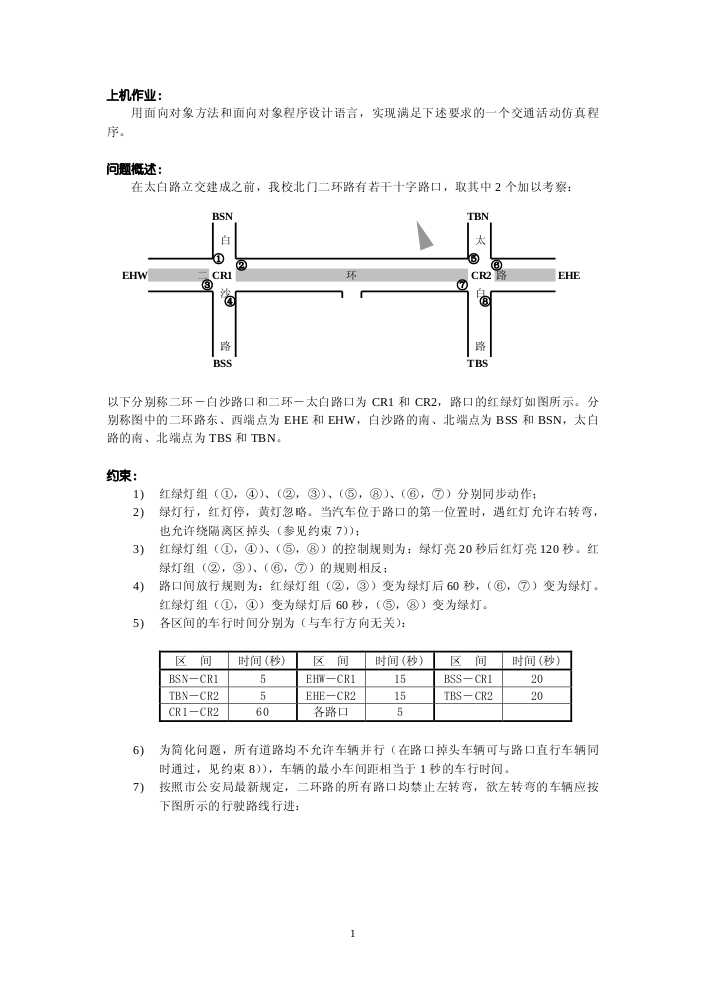 上机作业:
用面向对象方法和面向对象程序设计语言，实现满足下述要求的一个交通活动仿真程
序。
问题概述:
在太白路立交建成之前，我校北门二环路有若干十字路口，取其中 2 个加以考察:
BSN TBN
白 太
① ② ⑤ ⑥
EHW 二 CR1 环 CR2 路 EHE
③ ⑦
沙 白
④ ⑧
路 路
BSS TBS
以下分别称二环－白沙路口和二环－太白路口为 CR1 和 CR2，路口的红绿灯如图所示。分
别称图中的二环路东、西端点为 EHE 和 EHW，白沙路的南、北端点为 BSS 和 BSN，太白
路的南、北端点为 TBS 和 TBN。
约束:
1) 红绿灯组（①，④）、（②，③）、（⑤，⑧）、（⑥，⑦）分别同步动作;
2) 绿灯行，红灯停，黄灯忽略。当汽车位于路口的第一位置时，遇红灯允许右转弯，
也允许绕隔离区掉头（参见约束 7））;
3) 红绿灯组（①，④）、（⑤，⑧）的控制规则为: 绿灯亮 20 秒后红灯亮 120 秒。红
绿灯组（②，③）、（⑥，⑦）的规则相反;
4) 路口间放行规则为: 红绿灯组（②，③）变为绿灯后 60 秒，（⑥，⑦）变为绿灯。
红绿灯组（①，④）变为绿灯后 60 秒，（⑤，⑧）变为绿灯。
5) 各区间的车行时间分别为（与车行方向无关）:
区 间 时间(秒) 区 间 时间(秒) 区 间 时间(秒)
BSN－CR1 5 EHW－CR1 15 BSS－CR1 20
TBN－CR2 5 EHE－CR2 15 TBS－CR2 20
CR1－CR2 60 各路口 5
6) 为简化问题，所有道路均不允许车辆并行（在路口掉头车辆可与路口直行车辆同
时通过，见约束 8）），车辆的最小车间距相当于 1 秒的车行时间。
7) 按照市公安局最新规定，二环路的所有路口均禁止左转弯，欲左转弯的车辆应按
下图所示的行驶路线行进:
1